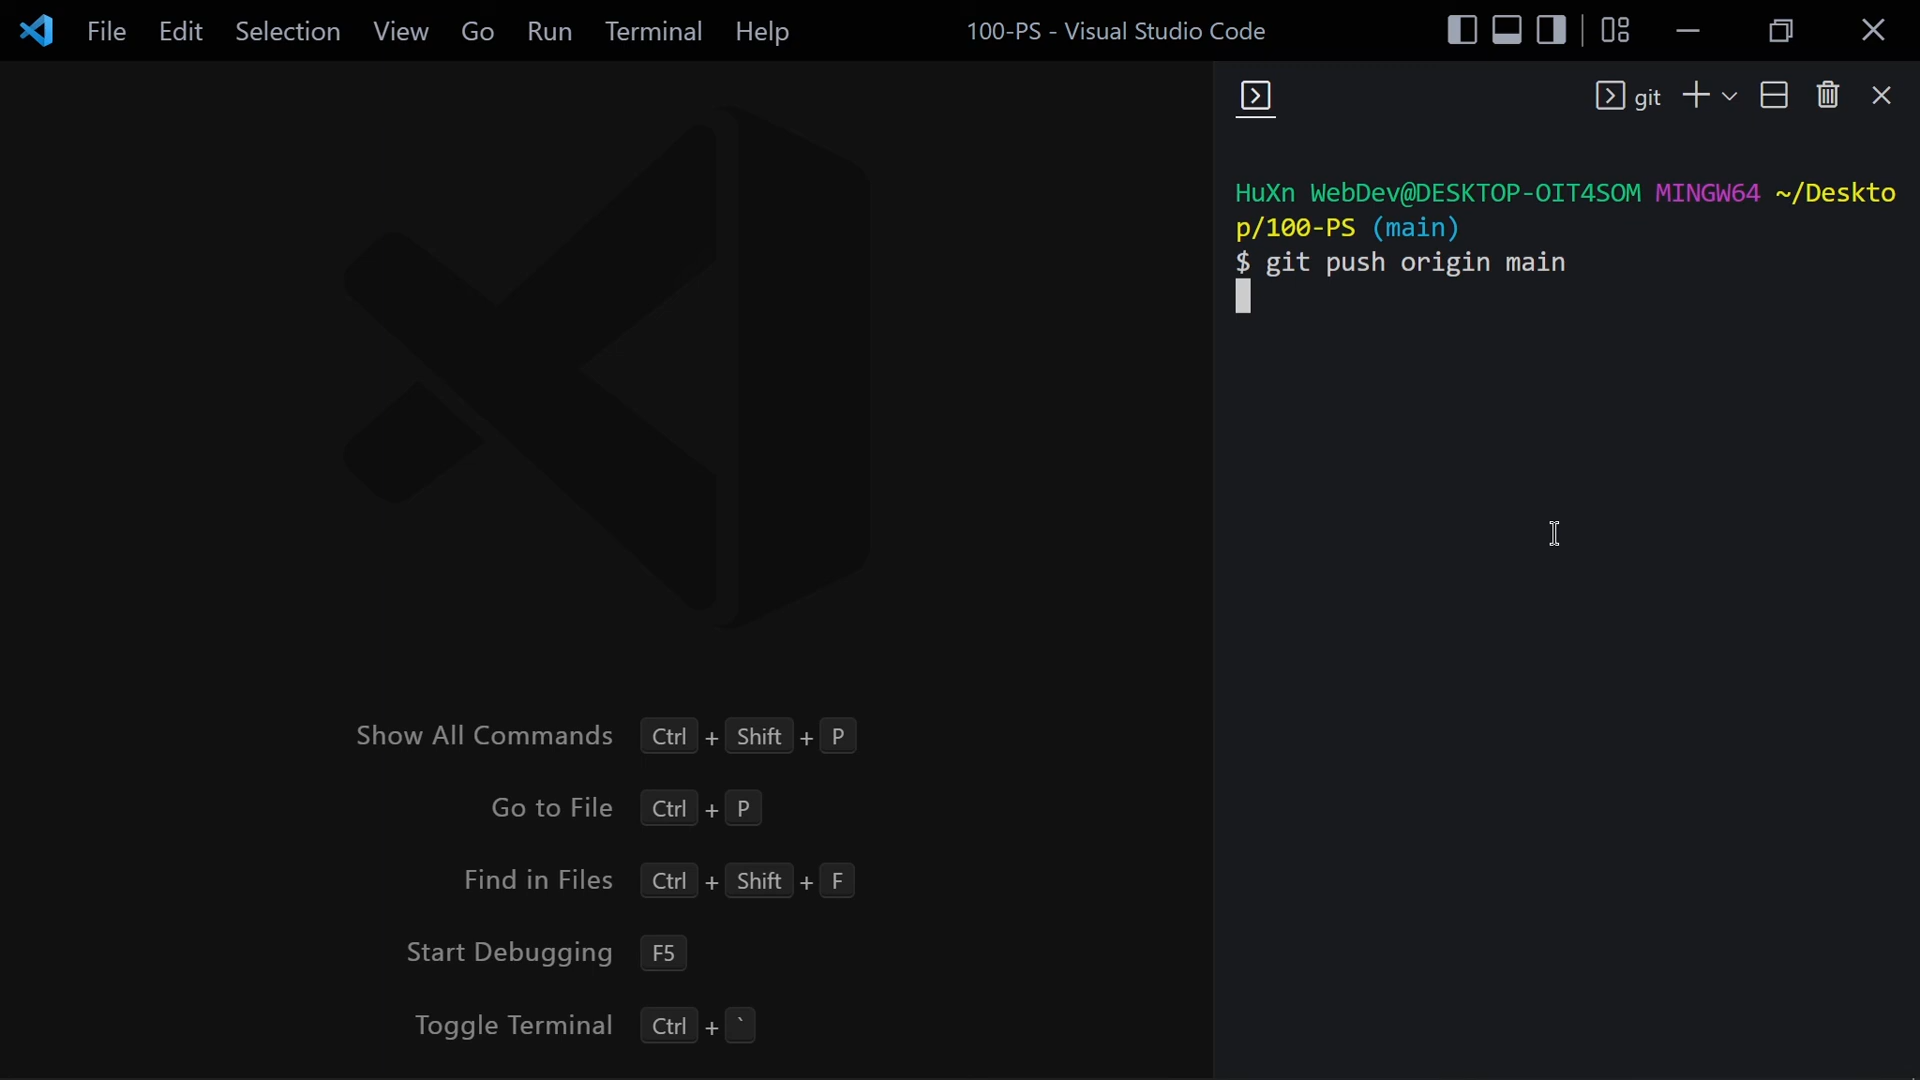 File Edit Selection View Go Run Terminal Help 100-PS - Visual Studio Code
git
HuXn WebDev@DESKTOP-OIT4SOM MINGW64 ~/Deskto
p/100-PS (main)
$ git push origin main
Show All Commands Ctrl + Shift + P
Go to File Ctrl + P
Find in Files Ctrl + Shift + F
Start Debugging F5
Toggle Terminal Ctrl + `